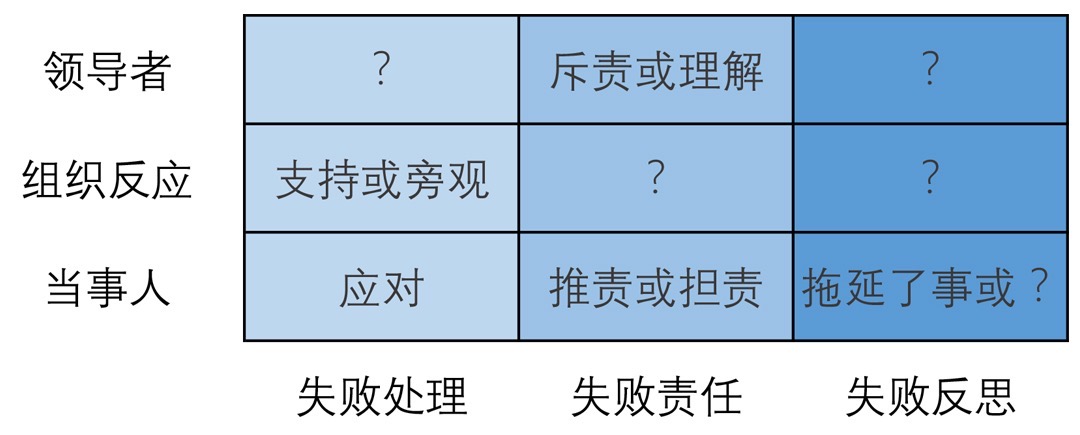 领导者 ? 斥责或理解 ?
组织反应 支持或旁观 ? ?
当事人 应对 推责或担责 拖延了事或？
失败处理 失败责任 失败反思